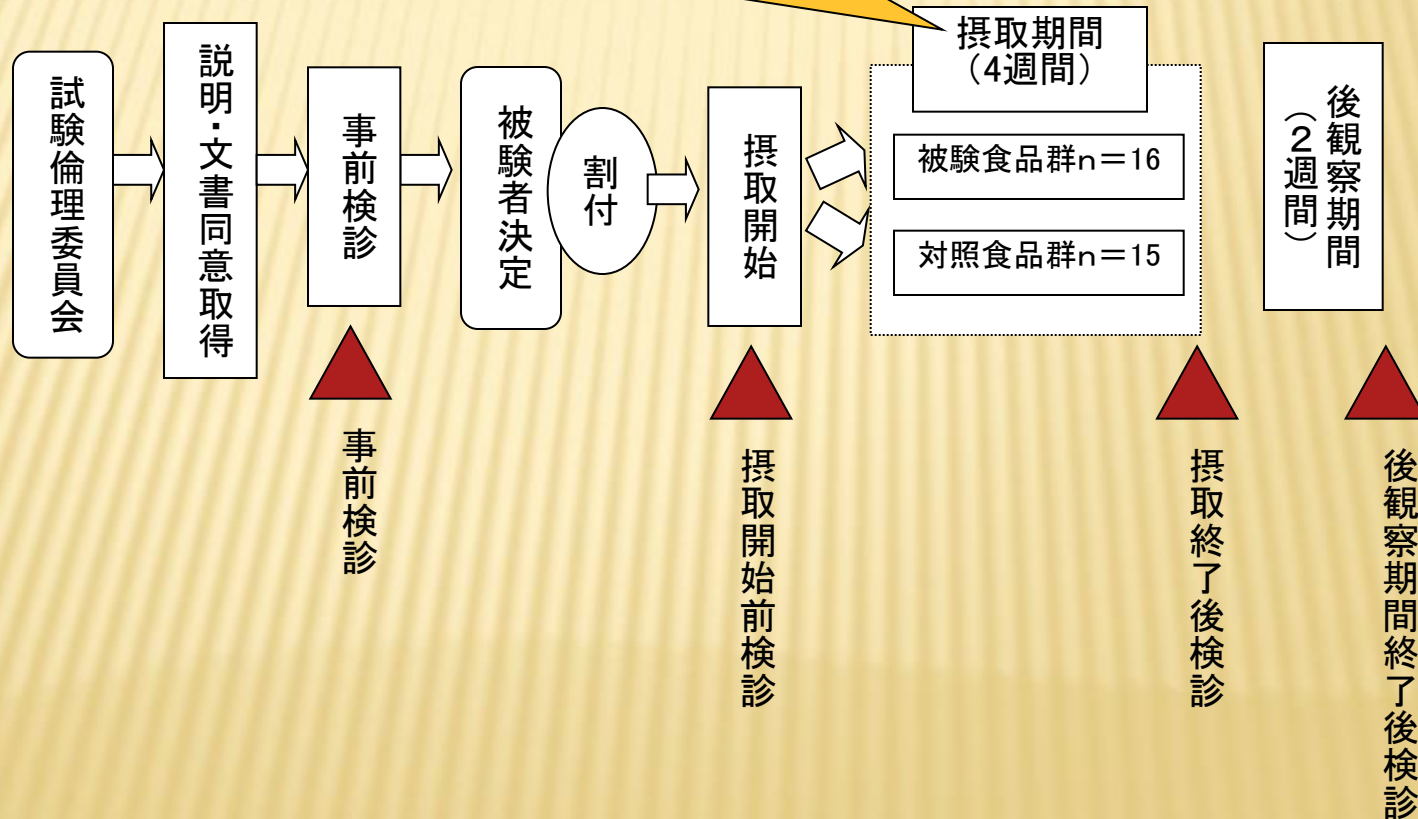 試験倫理委員会
説明・文書同意取得
事前検診
被験者決定
割付
摂取開始
摂取期間
（4週間）
被験食品群n＝16
対照食品群n＝15
後観察期間
（２週間）
事前検診
摂取開始前検診
摂取終了後検診
後観察期間終了後検診